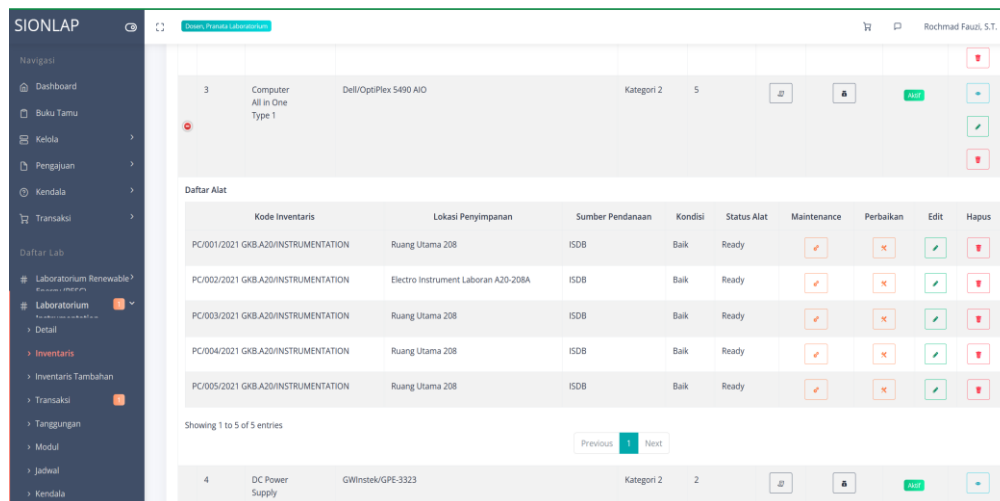 SIONLAP
Dosen, Pranata Laboratorium
Rochmad Fauzi, S.T.
Navigasi
Dashboard
Buku Tamu
Kelola
Pengajuan
Kendala
Transaksi
Daftar Lab
# Laboratorium Renewable
# Laboratorium 1
> Detail
> Inventaris
> Inventaris Tambahan
> Transaksi 1
> Tanggungan
> Modul
> Jadwal
> Kendala
3 Computer All in One Type 1 Dell/OptiPlex 5490 AIO Kategori 2 5 Aktif
Daftar Alat
Kode Inventaris Lokasi Penyimpanan Sumber Pendanaan Kondisi Status Alat Maintenance Perbaikan Edit Hapus
PC/001/2021 GKB.A20/INSTRUMENTATION Ruang Utama 208 ISDB Baik Ready
PC/002/2021 GKB.A20/INSTRUMENTATION Electro Instrument Laboran A20-208A ISDB Baik Ready
PC/003/2021 GKB.A20/INSTRUMENTATION Ruang Utama 208 ISDB Baik Ready
PC/004/2021 GKB.A20/INSTRUMENTATION Ruang Utama 208 ISDB Baik Ready
PC/005/2021 GKB.A20/INSTRUMENTATION Ruang Utama 208 ISDB Baik Ready
Showing 1 to 5 of 5 entries
Previous 1 Next
4 DC Power Supply GWInstek/GPE-3323 Kategori 2 2 Aktif